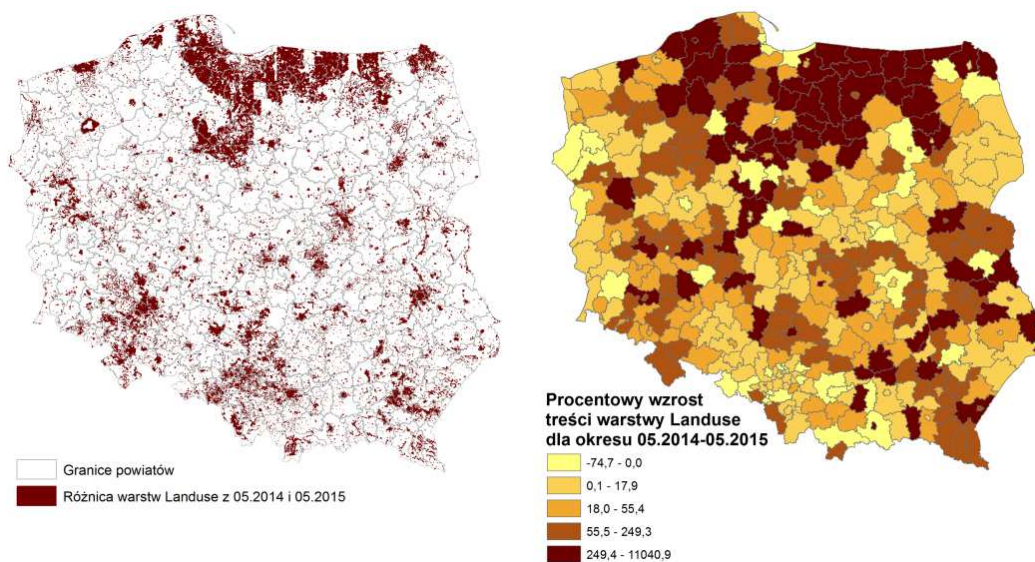 Granice powiatów
Różnica warstw Landuse z 05.2014 i 05.2015
Procentowy wzrost
treści warstwy Landuse
dla okresu 05.2014-05.2015
-74,7 - 0,0
0,1 - 17,9
18,0 - 55,4
55,5 - 249,3
249,4 - 11040,9